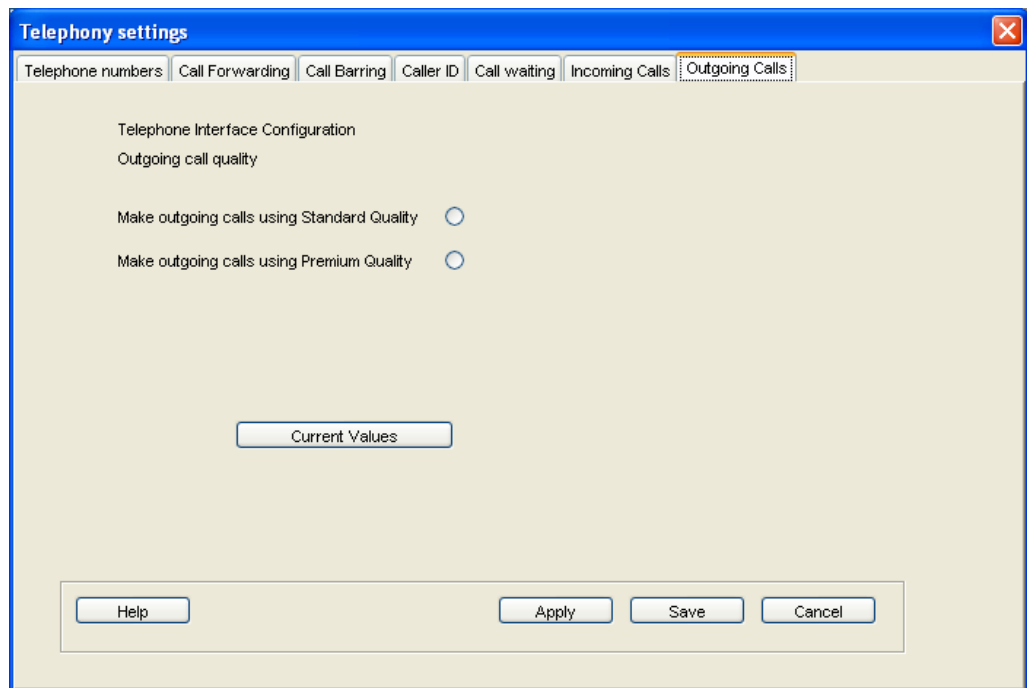 Telephony settings
Telephone numbers Call Forwarding Call Barring Caller ID Call waiting Incoming Calls Outgoing Calls
Telephone Interface Configuration
Outgoing call quality
Make outgoing calls using Standard Quality
Make outgoing calls using Premium Quality
Current Values
Help Apply Save Cancel